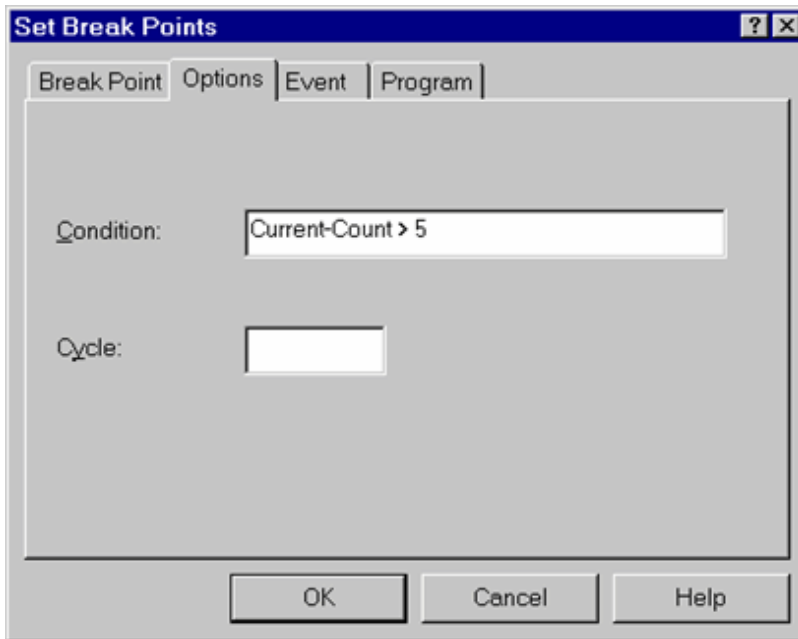 Set Break Points
Break Point Options Event Program
Condition: Current-Count > 5
Cycle:
OK Cancel Help